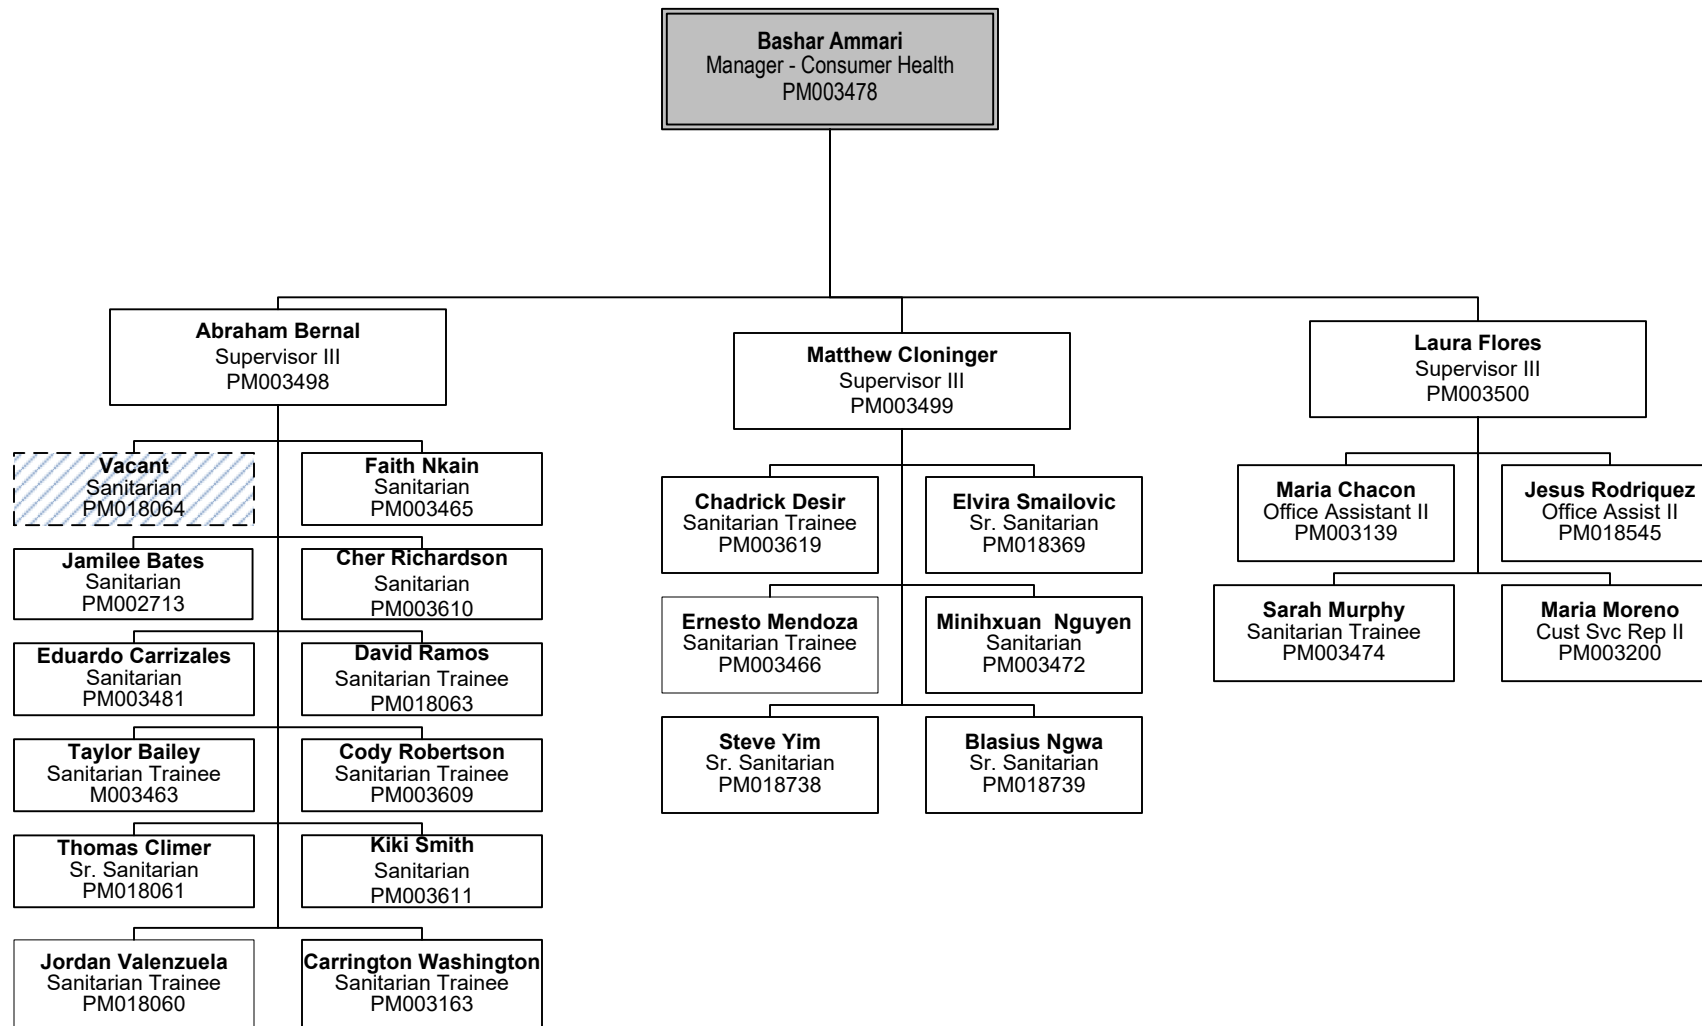 Bashar Ammari
Manager - Consumer Health
PM003478
Abraham Bernal
Supervisor III
PM003498
Matthew Cloninger
Supervisor III
PM003499
Laura Flores
Supervisor III
PM003500
Vacant
Sanitarian
PM018064
Faith Nkain
Sanitarian
PM003465
Jamilee Bates
Sanitarian
PM002713
Cher Richardson
Sanitarian
PM003610
Eduardo Carrizales
Sanitarian
PM003481
David Ramos
Sanitarian Trainee
PM018063
Taylor Bailey
Sanitarian Trainee
M003463
Cody Robertson
Sanitarian Trainee
PM003609
Thomas Climer
Sr. Sanitarian
PM018061
Kiki Smith
Sanitarian
PM003611
Jordan Valenzuela
Sanitarian Trainee
PM018060
Carrington Washington
Sanitarian Trainee
PM003163
Chadrick Desir
Sanitarian Trainee
PM003619
Elvira Smailovic
Sr. Sanitarian
PM018369
Ernesto Mendoza
Sanitarian Trainee
PM003466
Minihxuan  Nguyen
Sanitarian
PM003472
Steve Yim
Sr. Sanitarian
PM018738
Blasius Ngwa
Sr. Sanitarian
PM018739
Maria Chacon
Office Assistant II
PM003139
Jesus Rodriquez
Office Assist II
PM018545
Sarah Murphy
Sanitarian Trainee
PM003474
Maria Moreno
Cust Svc Rep II
PM003200